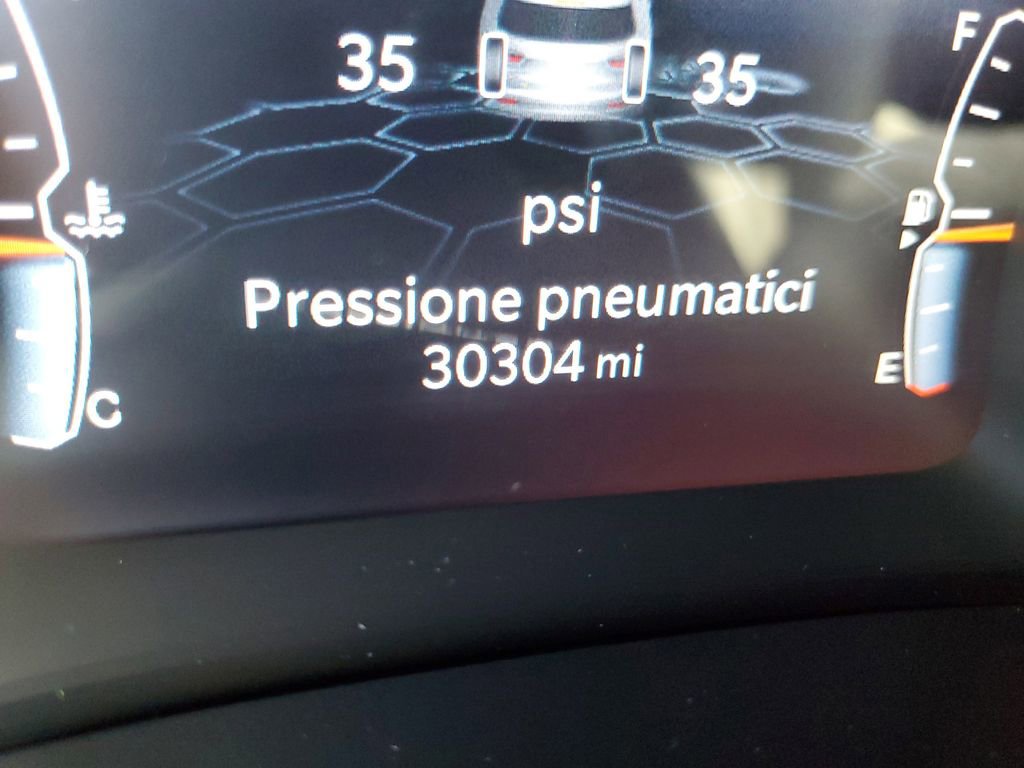 35 35
F
psi
Pressione pneumatici
30304 mi
E
C